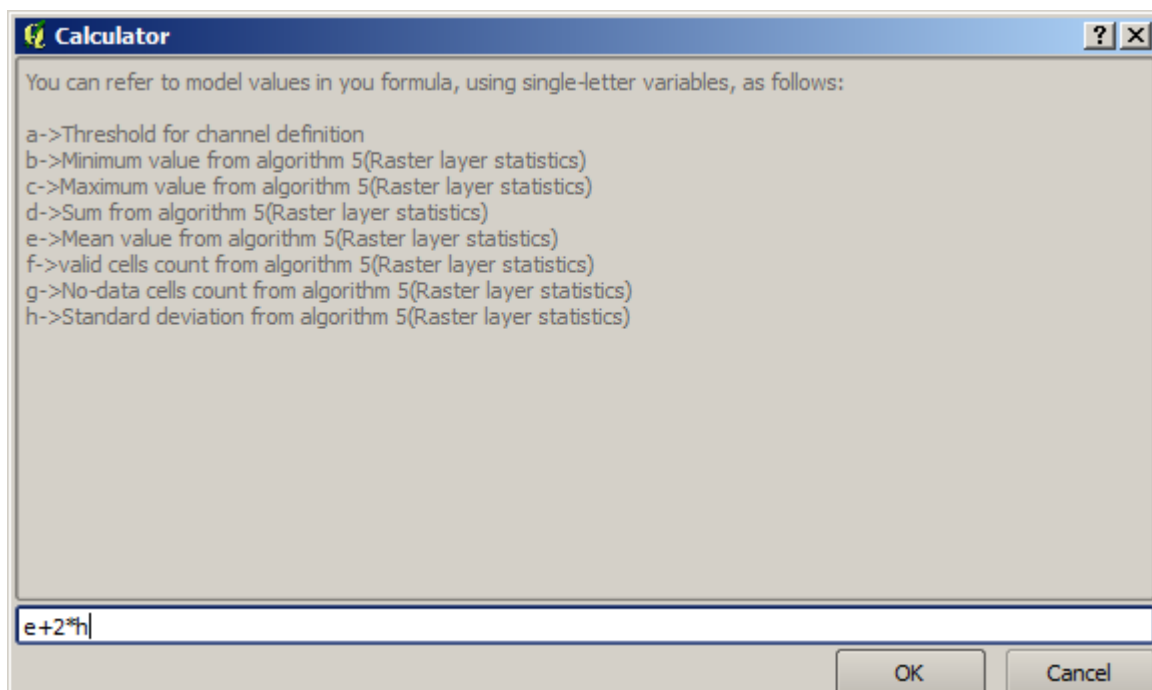 Calculator
You can refer to model values in you formula, using single-letter variables, as follows:
a->Threshold for channel definition
b->Minimum value from algorithm 5(Raster layer statistics)
c->Maximum value from algorithm 5(Raster layer statistics)
d->Sum from algorithm 5(Raster layer statistics)
e->Mean value from algorithm 5(Raster layer statistics)
f->valid cells count from algorithm 5(Raster layer statistics)
g->No-data cells count from algorithm 5(Raster layer statistics)
h->Standard deviation from algorithm 5(Raster layer statistics)
e+2*h
OK Cancel